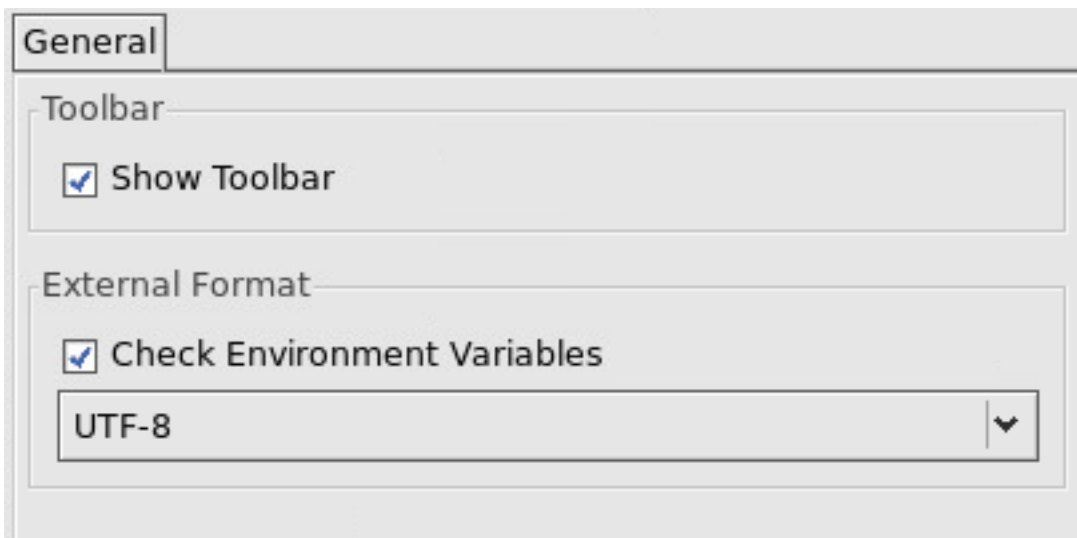 General
Toolbar
Show Toolbar
External Format
Check Environment Variables
UTF-8